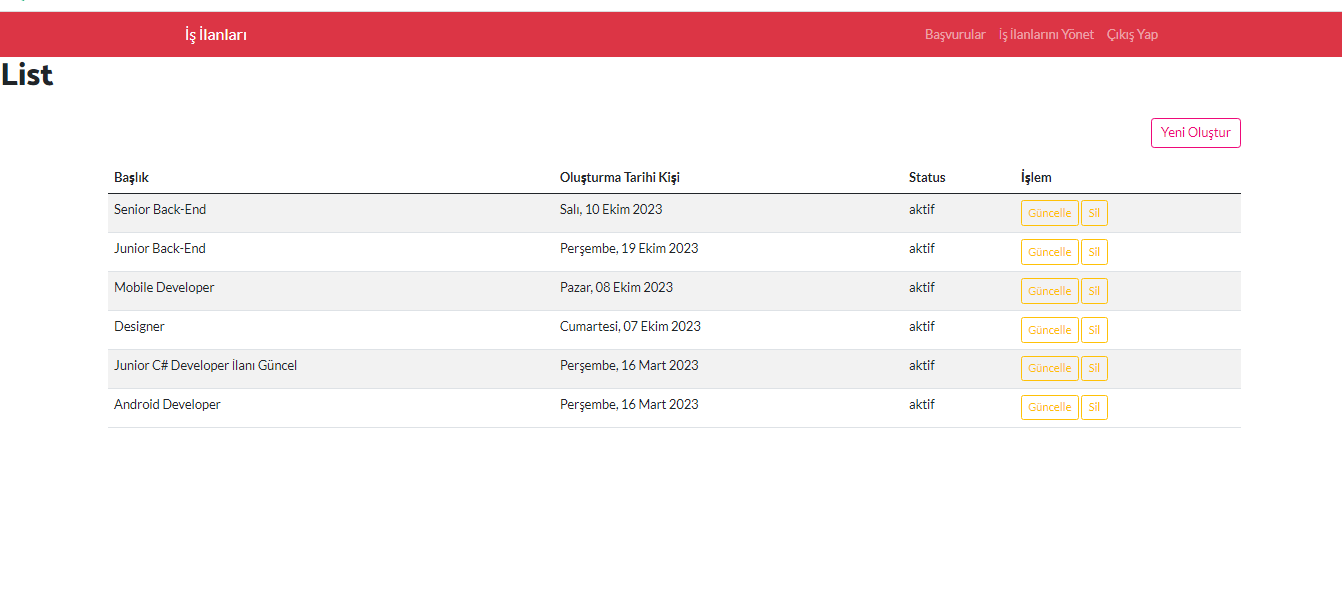 İş İlanları Başvurular İş İlanlarını Yönet Çıkış Yap
List
Yeni Oluştur
Başlık Oluşturma Tarihi Kişi Status İşlem
Senior Back-End Salı, 10 Ekim 2023 aktif Güncelle Sil
Junior Back-End Perşembe, 19 Ekim 2023 aktif Güncelle Sil
Mobile Developer Pazar, 08 Ekim 2023 aktif Güncelle Sil
Designer Cumartesi, 07 Ekim 2023 aktif Güncelle Sil
Junior C# Developer İlanı Güncel Perşembe, 16 Mart 2023 aktif Güncelle Sil
Android Developer Perşembe, 16 Mart 2023 aktif Güncelle Sil